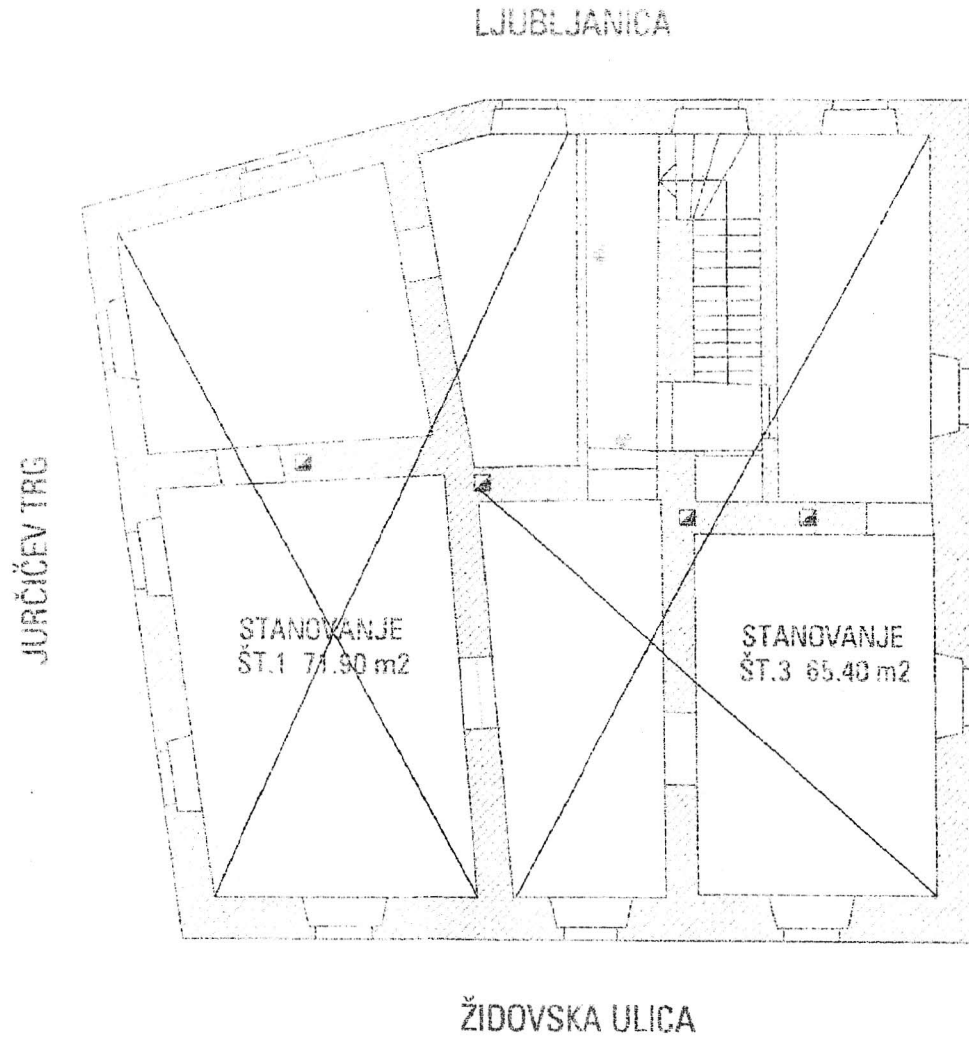 LJUBLJANICA
JURČIČEV TRG
STANOVANJE
ŠT.1 71.90 m2
STANOVANJE
ŠT.3 65.40 m2
ŽIDOVSKA ULICA